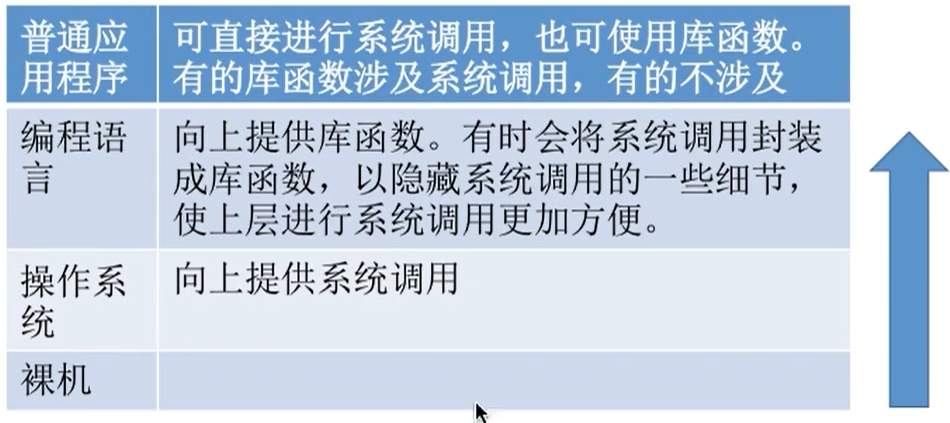 普通应
用程序
可直接进行系统调用，也可使用库函数。
有的库函数涉及系统调用，有的不涉及
编程语
言
向上提供库函数。有时会将系统调用封装
成库函数，以隐藏系统调用的一些细节，
使上层进行系统调用更加方便。
操作系
统
向上提供系统调用
裸机